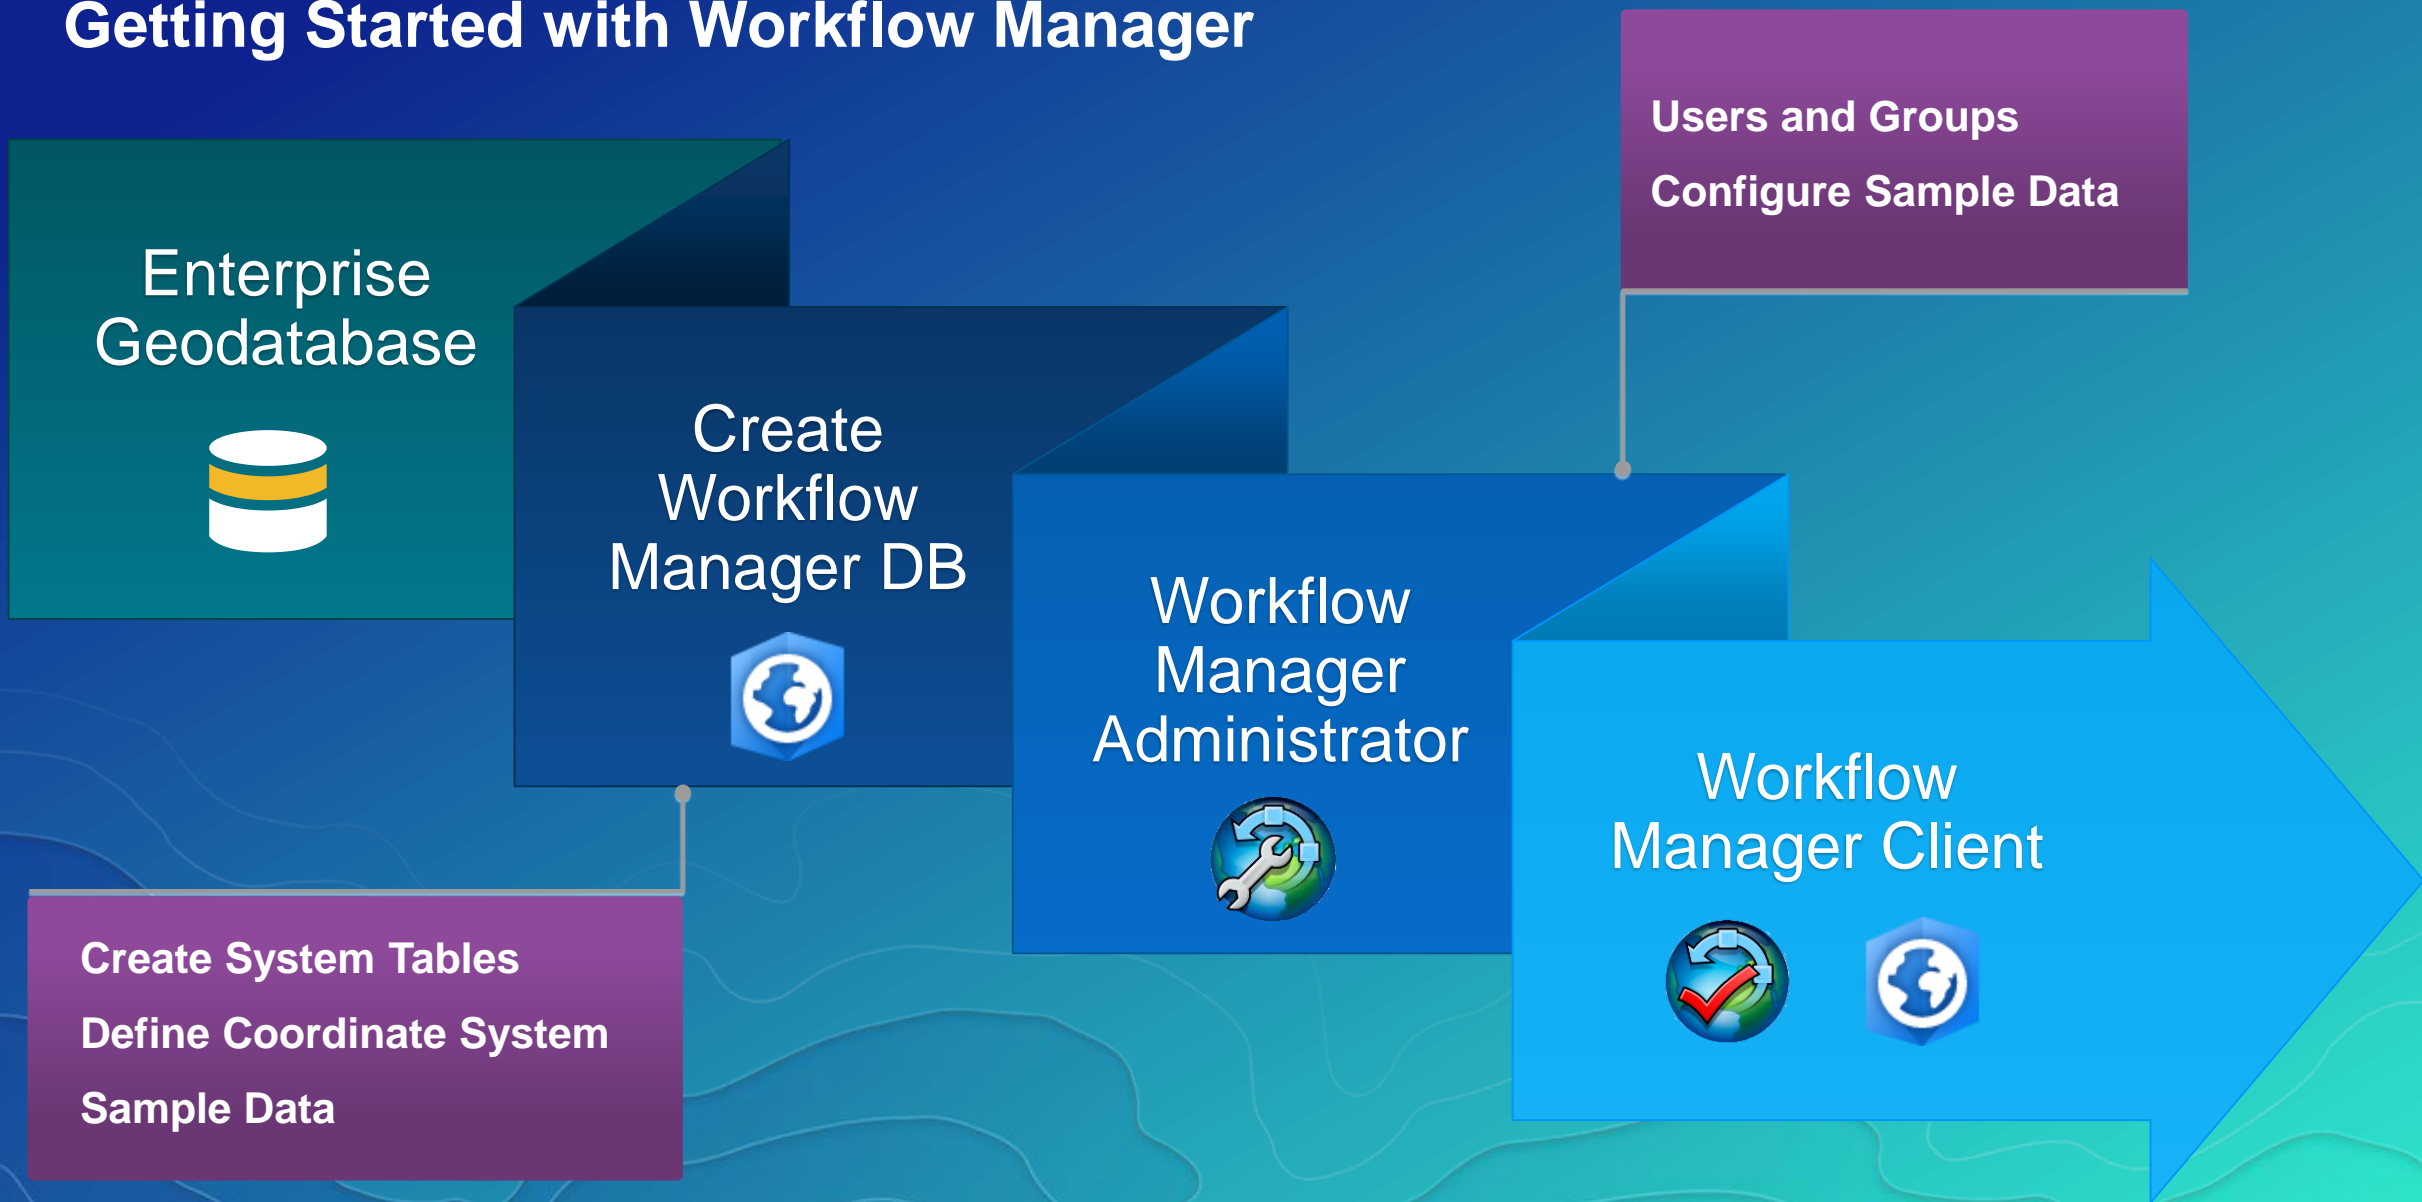 Getting Started with Workflow Manager
Enterprise
Geodatabase
Create
Workflow
Manager DB
Create System Tables
Define Coordinate System
Sample Data
Workflow
Manager
Administrator
Users and Groups
Configure Sample Data
Workflow
Manager Client